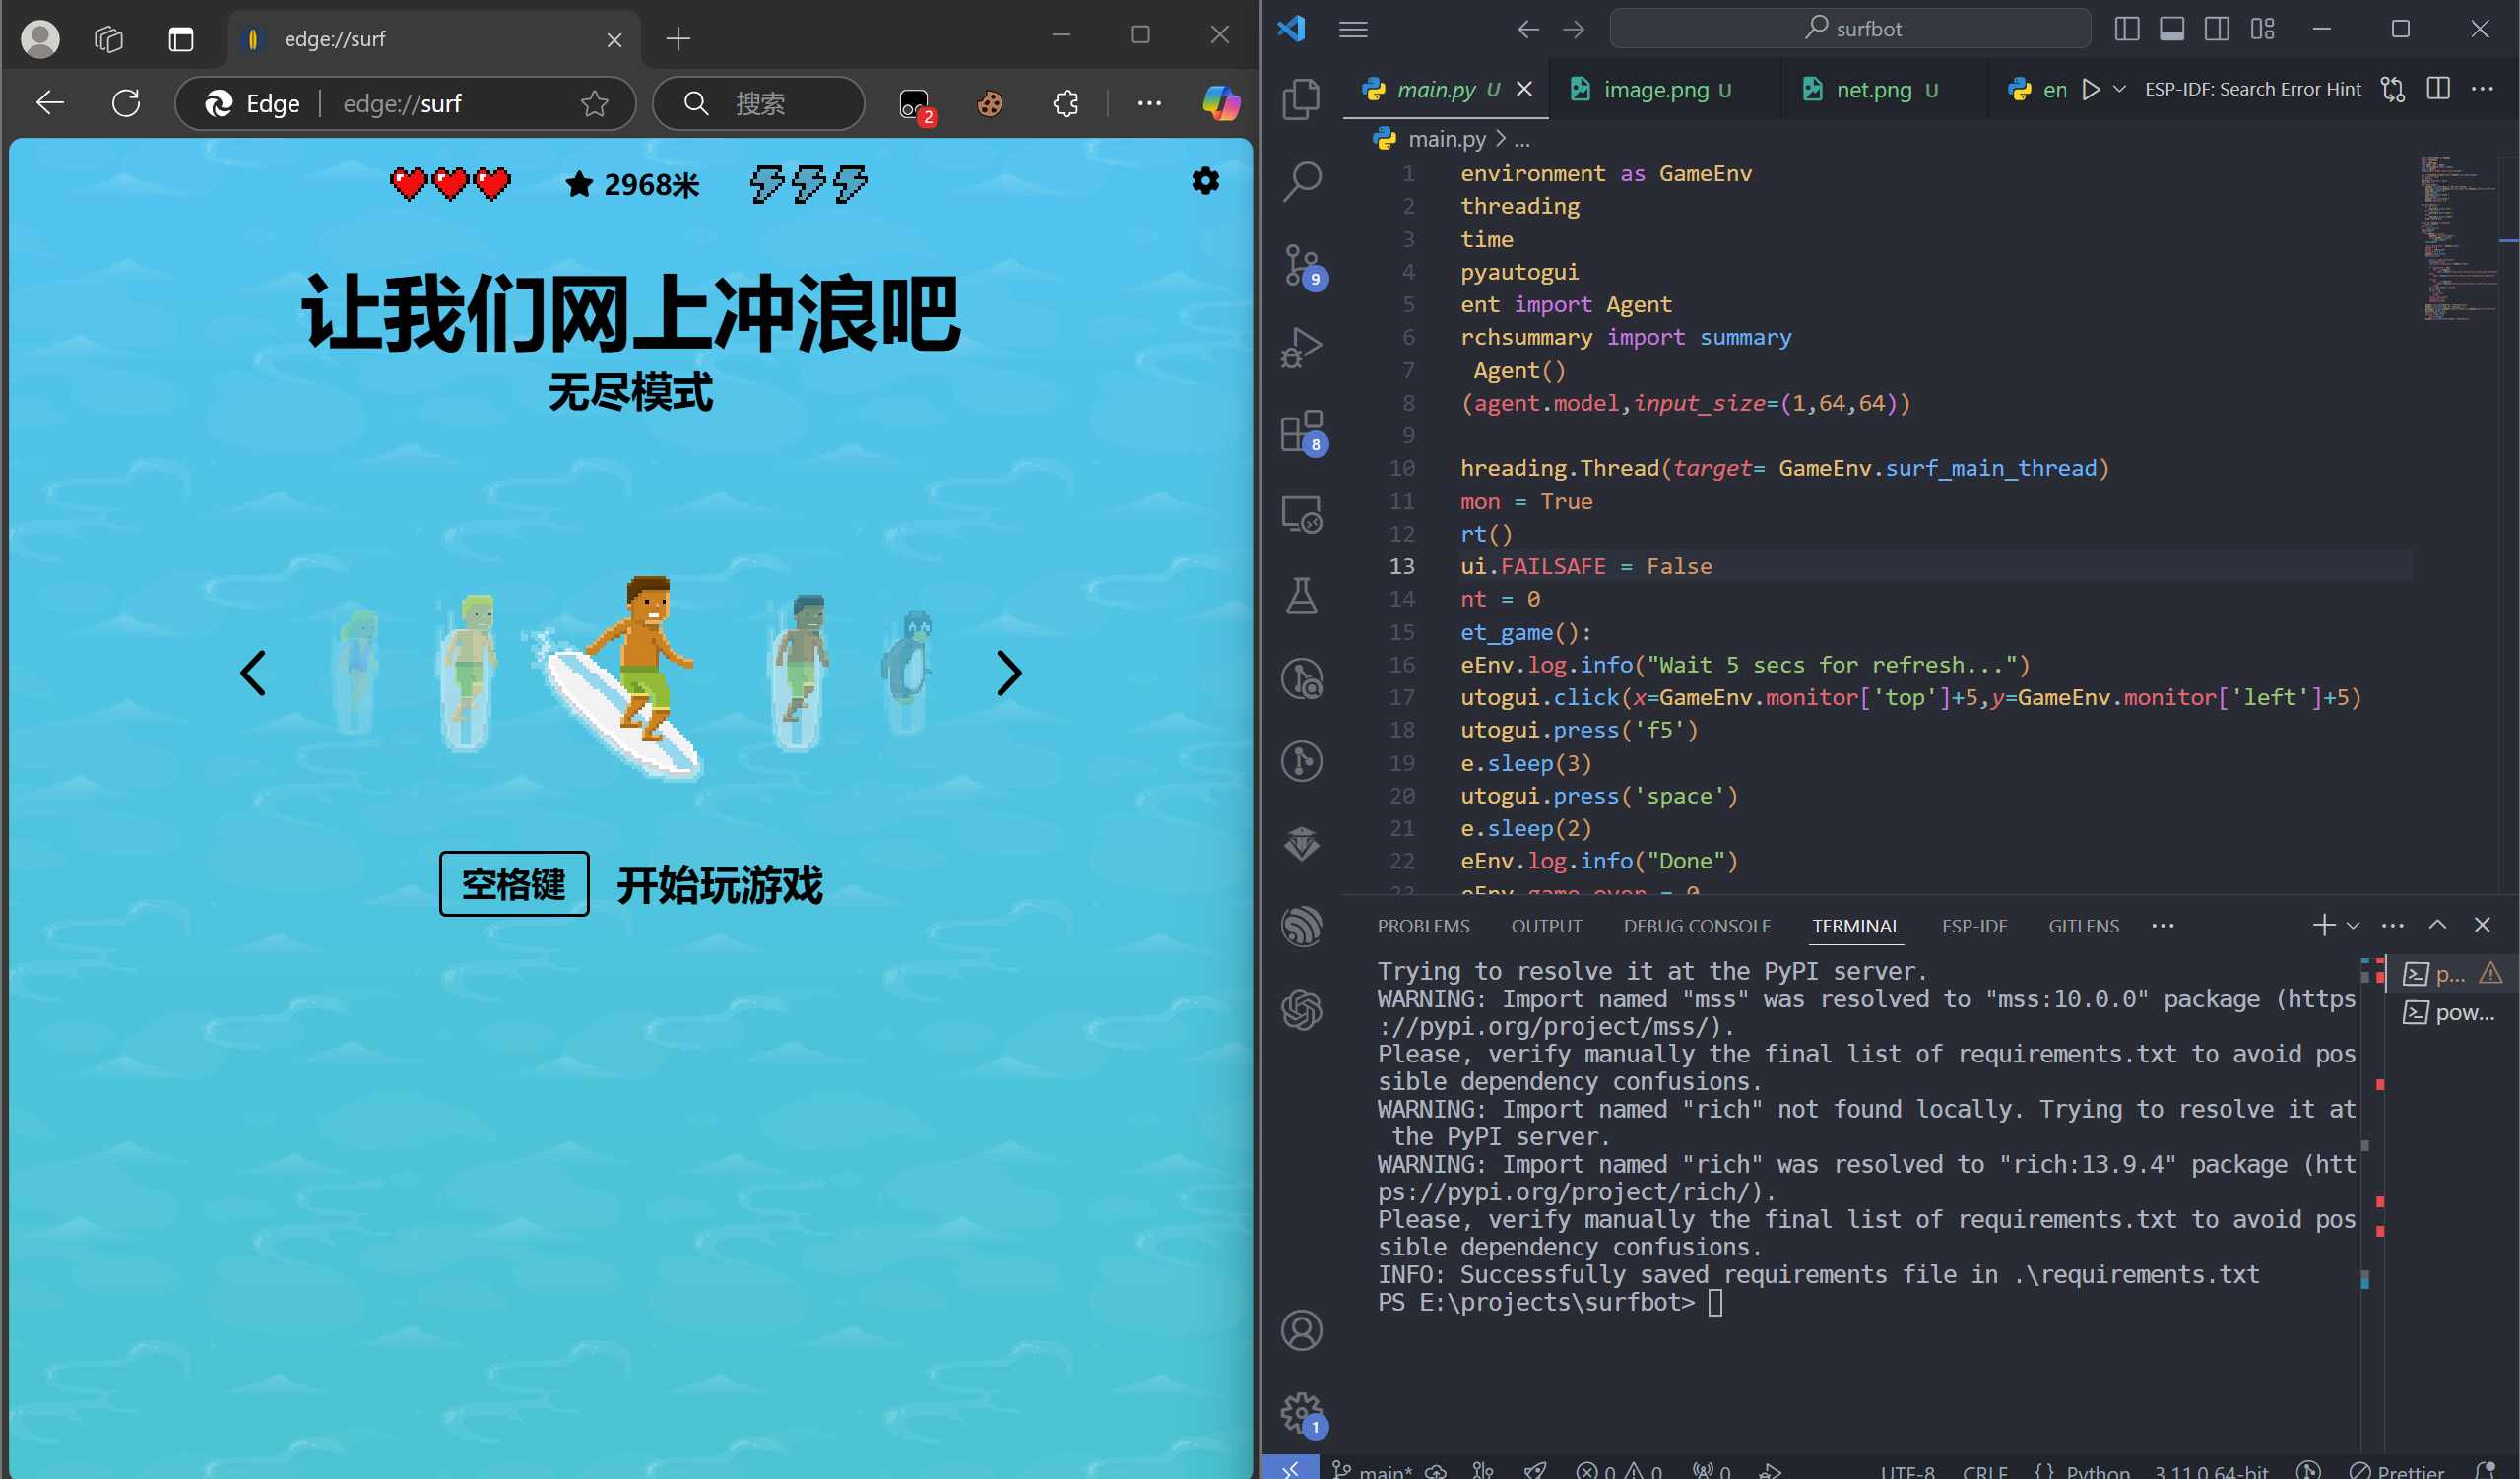 edge://surf
Edge
edge://surf
搜索
2
2968米
让我们网上冲浪吧
无尽模式
空格键 开始玩游戏
surfbot
main.py U
image.png U
net.png U
en
ESP-IDF: Search Error Hint
main.py > ...
1 environment as GameEnv
2 threading
3 time
4 pyautogui
5 ent import Agent
6 rchsummary import summary
7 Agent()
8 (agent.model,input_size=(1,64,64))
9
10 hreading.Thread(target= GameEnv.surf_main_thread)
11 mon = True
12 rt()
13 ui.FAILSAFE = False
14 nt = 0
15 et_game():
16 eEnv.log.info("Wait 5 secs for refresh...")
17 utogui.click(x=GameEnv.monitor['top']+5,y=GameEnv.monitor['left']+5)
18 utogui.press('f5')
19 e.sleep(3)
20 utogui.press('space')
21 e.sleep(2)
22 eEnv.log.info("Done")
23 eEnv.game_over = 0
9
8
1
PROBLEMS OUTPUT DEBUG CONSOLE TERMINAL ESP-IDF GITLENS
Trying to resolve it at the PyPI server.
WARNING: Import named "mss" was resolved to "mss:10.0.0" package (https
://pypi.org/project/mss/).
Please, verify manually the final list of requirements.txt to avoid pos
sible dependency confusions.
WARNING: Import named "rich" not found locally. Trying to resolve it at
the PyPI server.
WARNING: Import named "rich" was resolved to "rich:13.9.4" package (htt
ps://pypi.org/project/rich/).
Please, verify manually the final list of requirements.txt to avoid pos
sible dependency confusions.
INFO: Successfully saved requirements file in .\requirements.txt
PS E:\projects\surfbot>
p...
pow...
main* 0 0 0 UTF-8 CRLF {} Python 3.11.0 64-bit Prettier